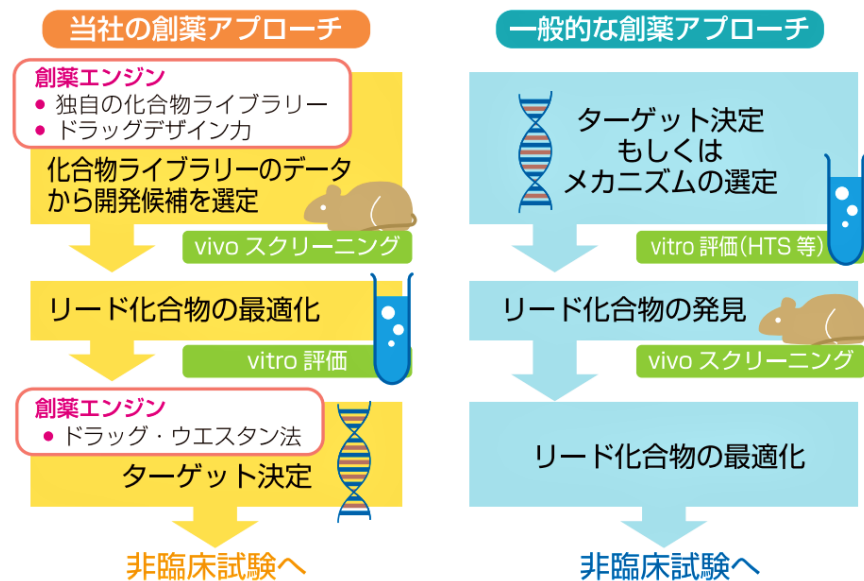 当社の創薬アプローチ
創薬エンジン
• 独自の化合物ライブラリー
• ドラッグデザイン力
化合物ライブラリーのデータ
から開発候補を選定
vivo スクリーニング
リード化合物の最適化
vitro 評価
創薬エンジン
• ドラッグ・ウエスタン法
ターゲット決定
非臨床試験へ
一般的な創薬アプローチ
ターゲット決定
もしくは
メカニズムの選定
vitro 評価(HTS 等)
リード化合物の発見
vivo スクリーニング
リード化合物の最適化
非臨床試験へ